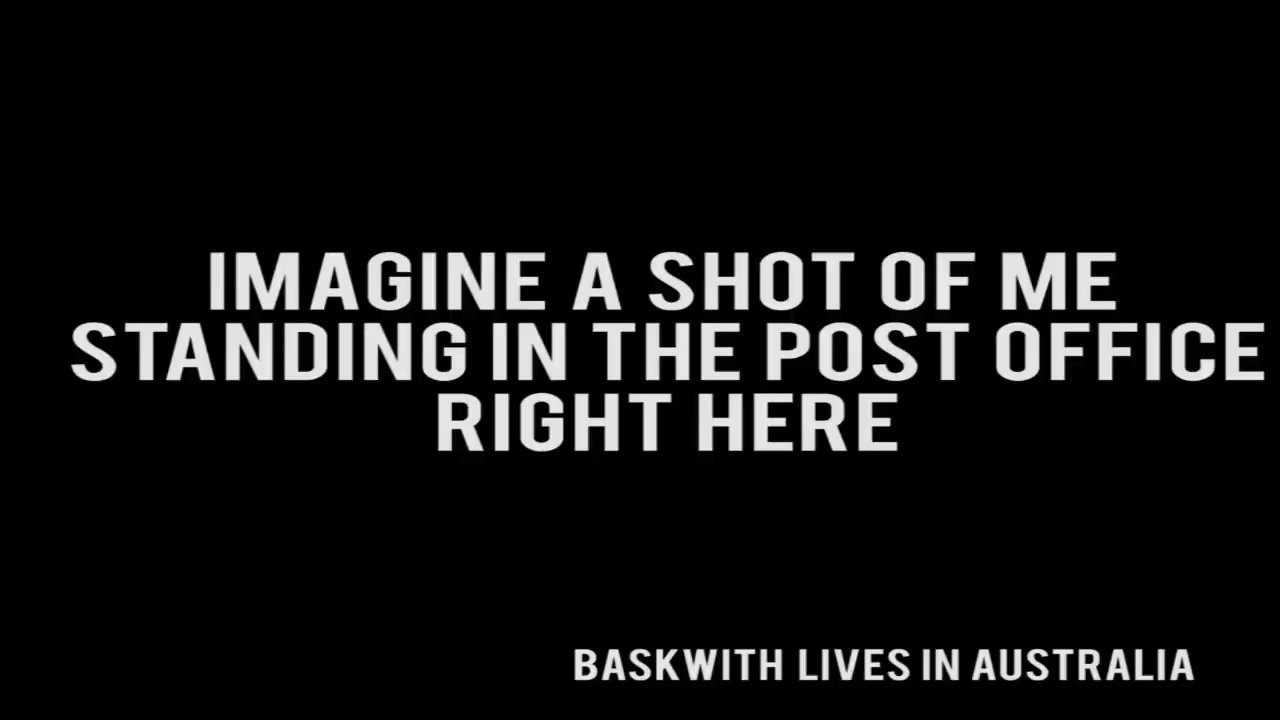 IMAGINE A SHOT OF ME
STANDING IN THE POST OFFICE
RIGHT HERE
BASKWITH LIVES IN AUSTRALIA